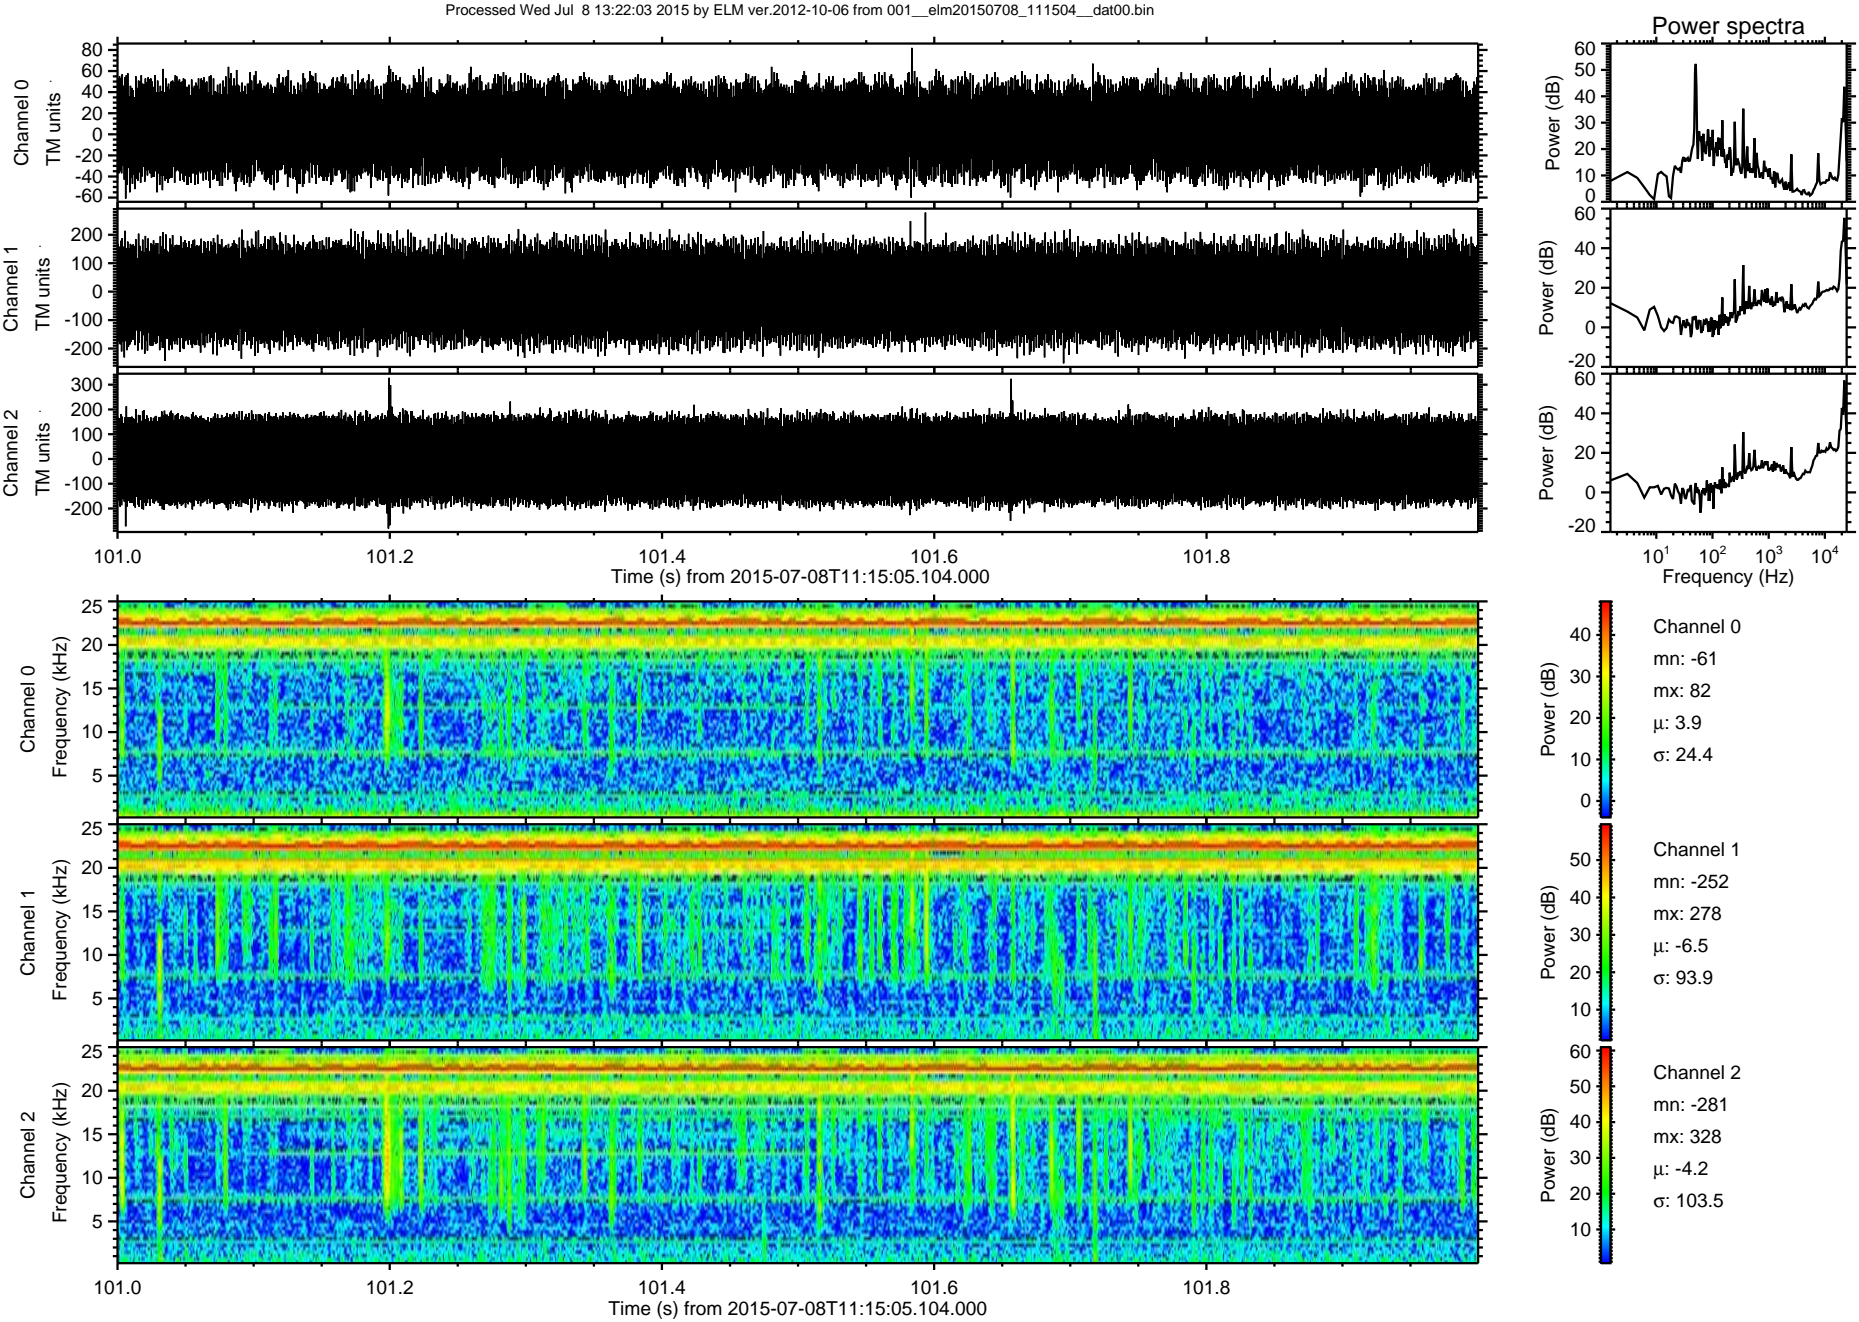 Processed Wed Jul 8 13:22:03 2015 by ELM ver.2012-10-06 from 001__elm20150708_111504__dat00.bin
Power spectra
Channel 0
TM units
80
60
40
20
0
-20
-40
-60
Power (dB)
60
50
40
30
20
10
0
Channel 1
TM units
200
100
0
-100
-200
Power (dB)
60
40
20
0
-20
Channel 2
TM units
300
200
100
0
-100
-200
Power (dB)
60
40
20
0
-20
101.0 101.2 101.4 101.6 101.8
Time (s) from 2015-07-08T11:15:05.104.000
10^1 10^2 10^3 10^4
Frequency (Hz)
Channel 0
Frequency (kHz)
25
20
15
10
5
Power (dB)
40
30
20
10
0
Channel 0
mn: -61
mx: 82
μ: 3.9
σ: 24.4
Channel 1
Frequency (kHz)
25
20
15
10
5
Power (dB)
50
40
30
20
10
Channel 1
mn: -252
mx: 278
μ: -6.5
σ: 93.9
Channel 2
Frequency (kHz)
25
20
15
10
5
Power (dB)
60
50
40
30
20
10
Channel 2
mn: -281
mx: 328
μ: -4.2
σ: 103.5
101.0 101.2 101.4 101.6 101.8
Time (s) from 2015-07-08T11:15:05.104.000